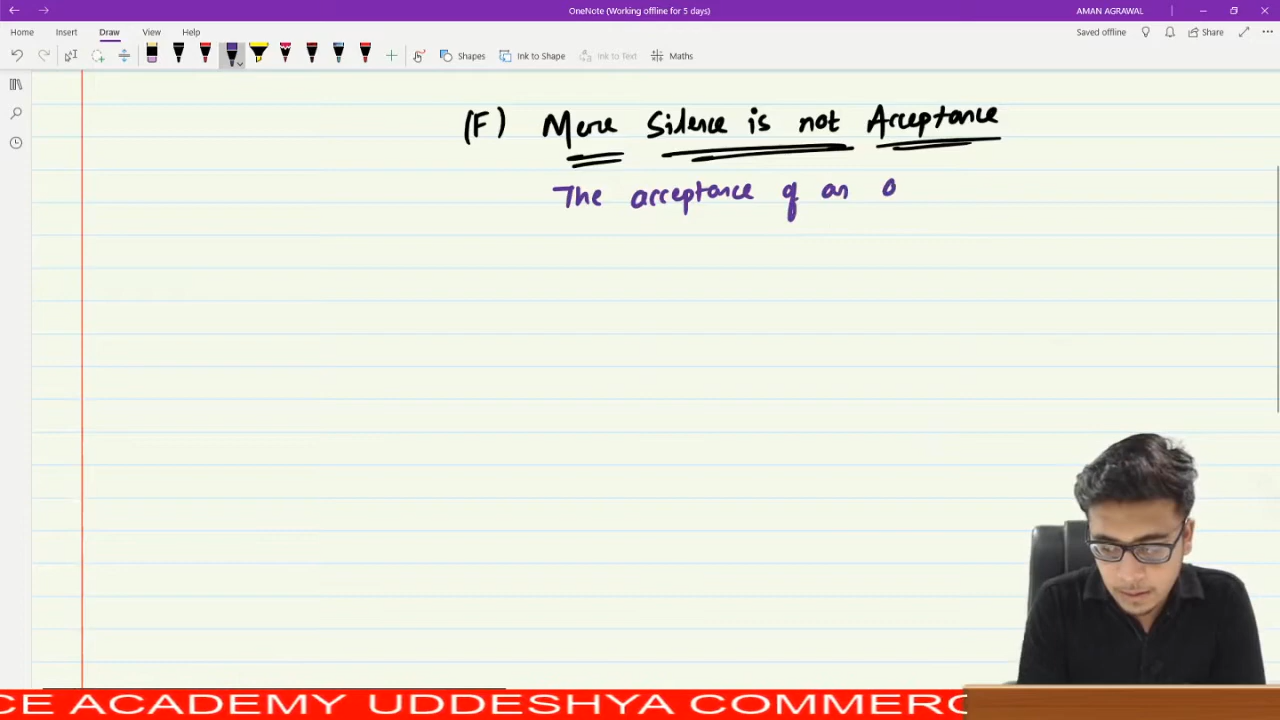 OneNote (Working offline for 5 days)
AMAN AGRAWAL
Home Insert Draw View Help
Saved offline
Share
Shapes
Ink to Shape
Ink to Text
Maths
(F) Mere Silence is not Acceptance
The acceptance of an o
CE ACADEMY UDDESHYA COMMERC